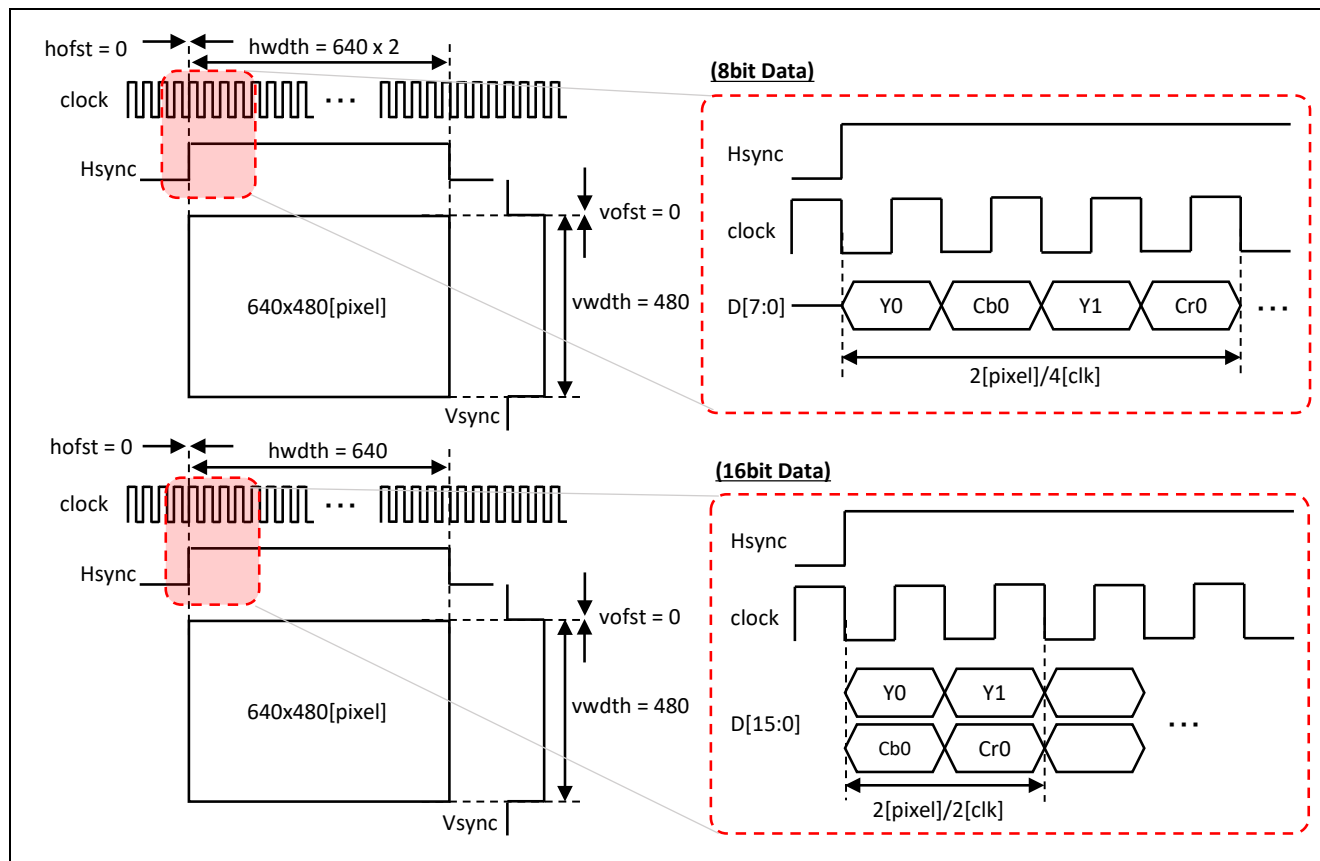 hofst = 0
hwdth = 640 x 2
clock
Hsync
vofst = 0
640x480[pixel]
vwdth = 480
Vsync
(8bit Data)
Hsync
clock
D[7:0]
Y0
Cb0
Y1
Cr0
...
2[pixel]/4[clk]
hofst = 0
hwdth = 640
clock
...
Hsync
vofst = 0
640x480[pixel]
vwdth = 480
Vsync
(16bit Data)
Hsync
clock
D[15:0]
Y0
Y1
Cb0
Cr0
...
2[pixel]/2[clk]